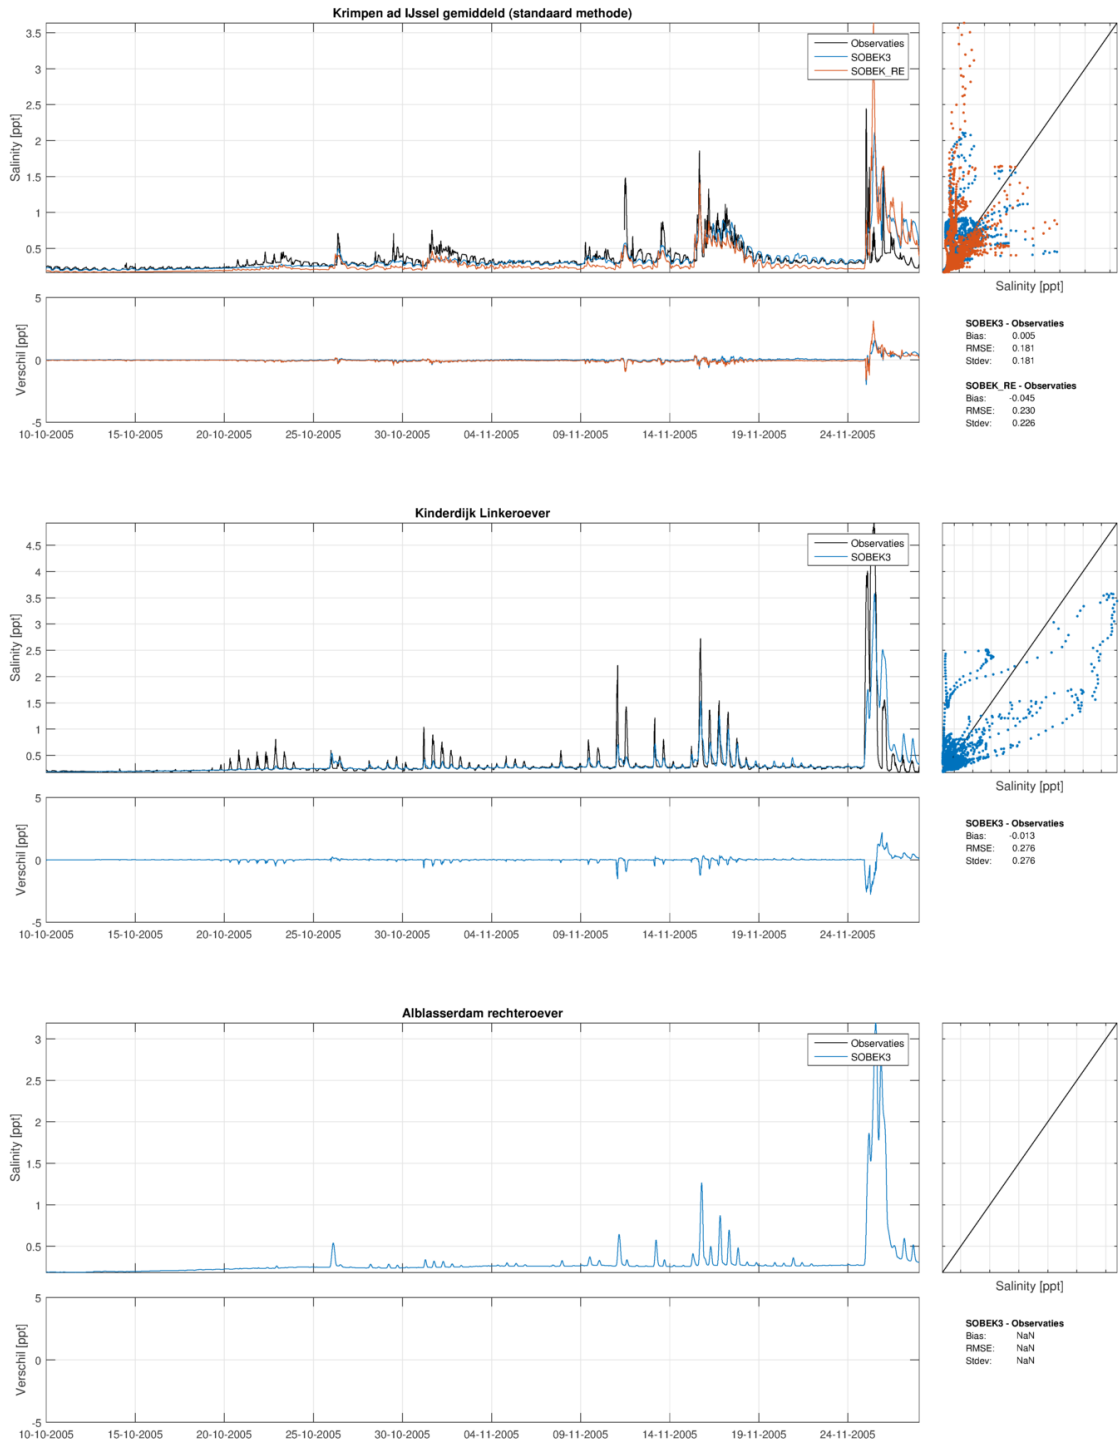 Krimpen ad IJssel gemiddeld (standaard methode)
Salinity [ppt]
3.5
3
2.5
2
1.5
1
0.5
Observaties
SOBEK3
SOBEK_RE
Salinity [ppt]
Verschil [ppt]
5
0
-5
10-10-2005 15-10-2005 20-10-2005 25-10-2005 30-10-2005 04-11-2005 09-11-2005 14-11-2005 19-11-2005 24-11-2005
SOBEK3 - Observaties
Bias: 0.005
RMSE: 0.181
Stdev: 0.181
SOBEK_RE - Observaties
Bias: -0.045
RMSE: 0.230
Stdev: 0.226
Kinderdijk Linkeroever
Salinity [ppt]
4.5
4
3.5
3
2.5
2
1.5
1
0.5
Observaties
SOBEK3
Salinity [ppt]
Verschil [ppt]
5
0
-5
10-10-2005 15-10-2005 20-10-2005 25-10-2005 30-10-2005 04-11-2005 09-11-2005 14-11-2005 19-11-2005 24-11-2005
SOBEK3 - Observaties
Bias: -0.013
RMSE: 0.276
Stdev: 0.276
Alblasserdam rechteroever
Salinity [ppt]
3
2.5
2
1.5
1
0.5
Observaties
SOBEK3
Salinity [ppt]
Verschil [ppt]
5
0
-5
10-10-2005 15-10-2005 20-10-2005 25-10-2005 30-10-2005 04-11-2005 09-11-2005 14-11-2005 19-11-2005 24-11-2005
SOBEK3 - Observaties
Bias: NaN
RMSE: NaN
Stdev: NaN